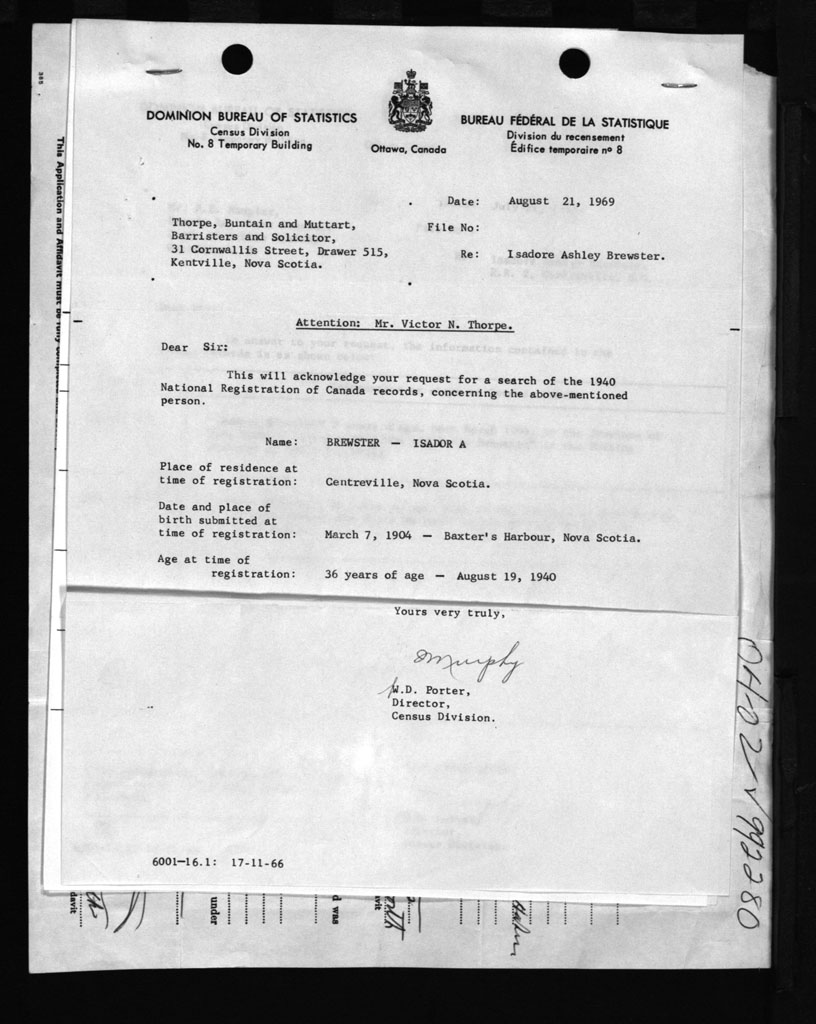 DOMINION BUREAU OF STATISTICS
Census Division
No. 8 Temporary Building
Ottawa, Canada
BUREAU FÉDÉRAL DE LA STATISTIQUE
Division du recensement
Édifice temporaire nº 8
Date: August 21, 1969
Thorpe, Buntain and Muttart,
Barristers and Solicitor,
31 Cornwallis Street, Drawer 515,
Kentville, Nova Scotia.
File No:
Re: Isadore Ashley Brewster.
Attention: Mr. Victor N. Thorpe.
Dear Sir:
This will acknowledge your request for a search of the 1940
National Registration of Canada records, concerning the above-mentioned
person.
Name: BREWSTER — ISADOR A
Place of residence at
time of registration: Centreville, Nova Scotia.
Date and place of
birth submitted at
time of registration: March 7, 1904 — Baxter's Harbour, Nova Scotia.
Age at time of
registration: 36 years of age — August 19, 1940
Yours very truly,
Murphy
W.D. Porter,
Director,
Census Division.
6001-16.1: 17-11-66
This Application and Affidavit must be
under
d was
davit